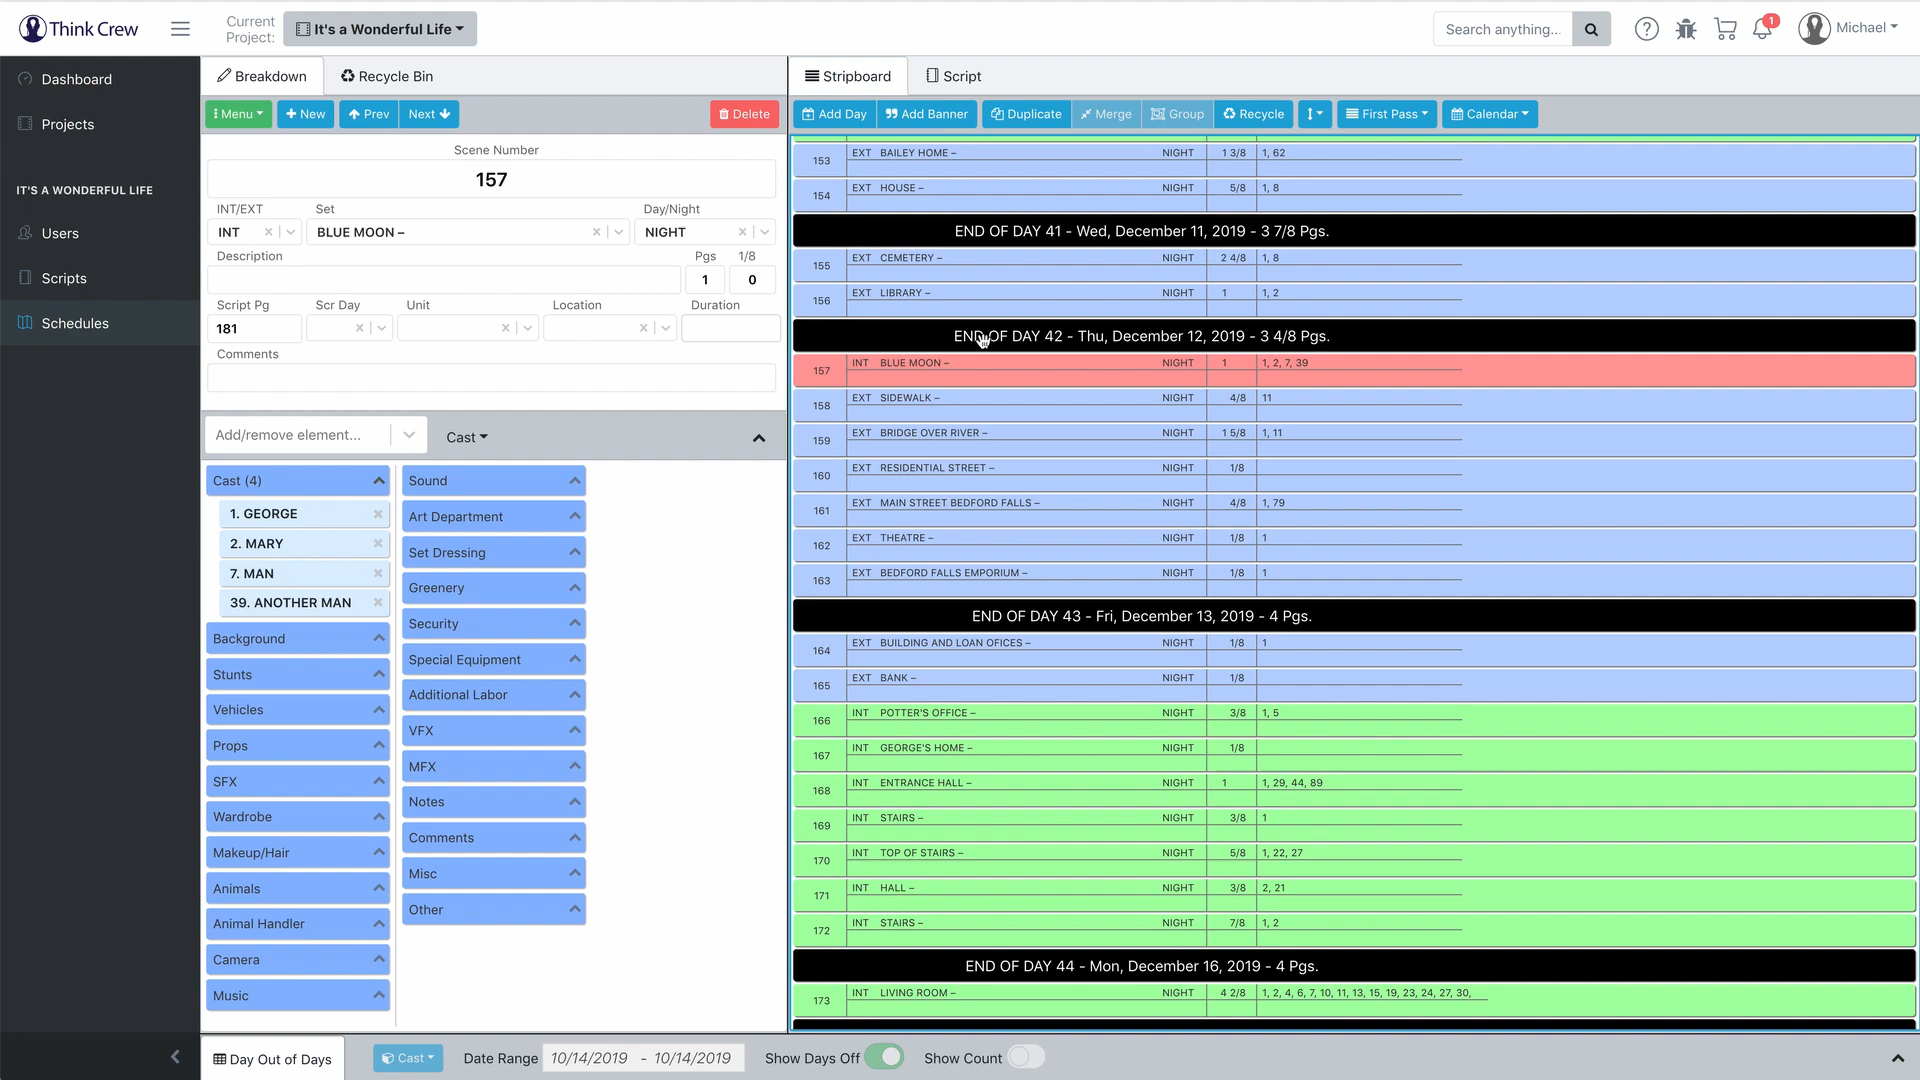 Think Crew
Current Project:
It's a Wonderful Life
Search anything...
1
Michael
Dashboard
Projects
IT'S A WONDERFUL LIFE
Users
Scripts
Schedules
Breakdown
Recycle Bin
Menu
New
Prev
Next
Delete
Scene Number
157
INT/EXT
Set
Day/Night
INT
BLUE MOON –
NIGHT
Description
Pgs
1/8
1
0
Script Pg
Scr Day
Unit
Location
Duration
181
Comments
Add/remove element...
Cast
Cast (4)
1. GEORGE
2. MARY
7. MAN
39. ANOTHER MAN
Background
Stunts
Vehicles
Props
SFX
Wardrobe
Makeup/Hair
Animals
Animal Handler
Camera
Music
Sound
Art Department
Set Dressing
Greenery
Security
Special Equipment
Additional Labor
VFX
MFX
Notes
Comments
Misc
Other
Stripboard
Script
Add Day
Add Banner
Duplicate
Merge
Group
Recycle
First Pass
Calendar
153 EXT BAILEY HOME – NIGHT 1 3/8 1, 62
154 EXT HOUSE – NIGHT 5/8 1, 8
END OF DAY 41 - Wed, December 11, 2019 - 3 7/8 Pgs.
155 EXT CEMETERY – NIGHT 2 4/8 1, 8
156 EXT LIBRARY – NIGHT 1 1, 2
END OF DAY 42 - Thu, December 12, 2019 - 3 4/8 Pgs.
157 INT BLUE MOON – NIGHT 1 1, 2, 7, 39
158 EXT SIDEWALK – NIGHT 4/8 11
159 EXT BRIDGE OVER RIVER – NIGHT 1 5/8 1, 11
160 EXT RESIDENTIAL STREET – NIGHT 1/8
161 EXT MAIN STREET BEDFORD FALLS – NIGHT 4/8 1, 79
162 EXT THEATRE – NIGHT 1/8 1
163 EXT BEDFORD FALLS EMPORIUM – NIGHT 1/8 1
END OF DAY 43 - Fri, December 13, 2019 - 4 Pgs.
164 EXT BUILDING AND LOAN OFICES – NIGHT 1/8 1
165 EXT BANK – NIGHT 1/8
166 INT POTTER'S OFFICE – NIGHT 3/8 1, 5
167 INT GEORGE'S HOME – NIGHT 1/8
168 INT ENTRANCE HALL – NIGHT 1 1, 29, 44, 89
169 INT STAIRS – NIGHT 3/8 1
170 INT TOP OF STAIRS – NIGHT 5/8 1, 22, 27
171 INT HALL – NIGHT 3/8 2, 21
172 INT STAIRS – NIGHT 7/8 1, 2
END OF DAY 44 - Mon, December 16, 2019 - 4 Pgs.
173 INT LIVING ROOM – NIGHT 4 2/8 1, 2, 4, 6, 7, 10, 11, 13, 15, 19, 23, 24, 27, 30,
Day Out of Days
Cast
Date Range
10/14/2019 - 10/14/2019
Show Days Off
Show Count